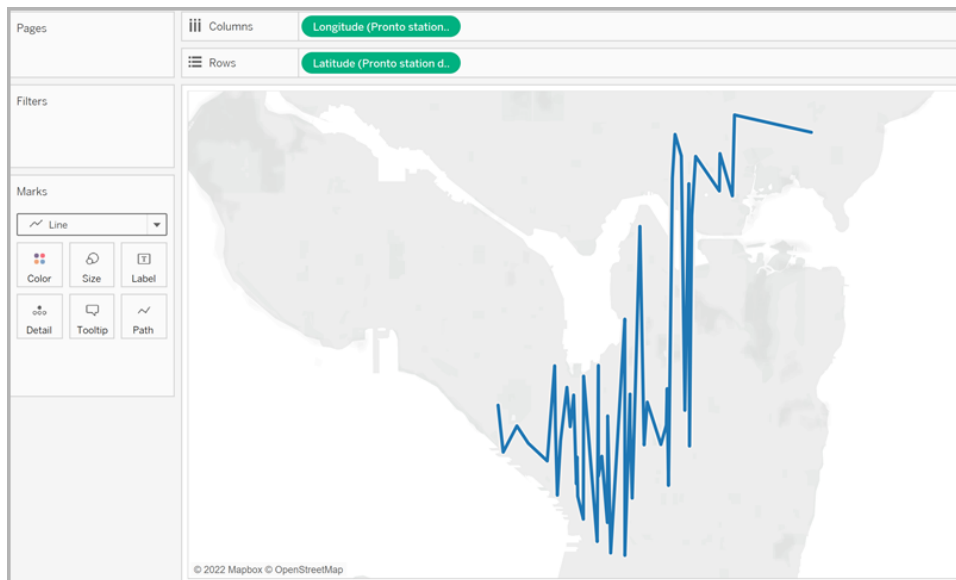 Pages
Columns
Longitude (Pronto station..
Rows
Latitude (Pronto station d..
Filters
Marks
Line
Color Size Label
Detail Tooltip Path
© 2022 Mapbox © OpenStreetMap